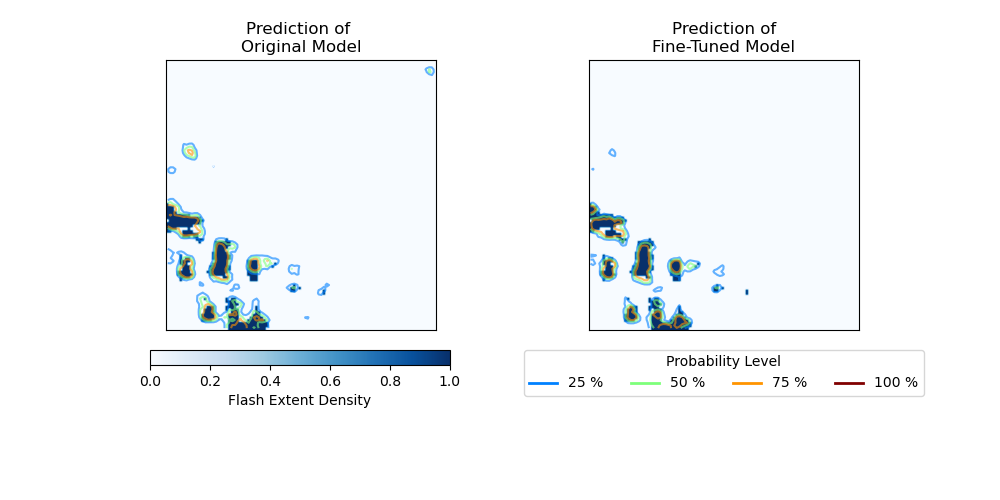 Prediction of
Original Model
Prediction of
Fine-Tuned Model
0.0 0.2 0.4 0.6 0.8 1.0
Flash Extent Density
Probability Level
25 % 50 % 75 % 100 %